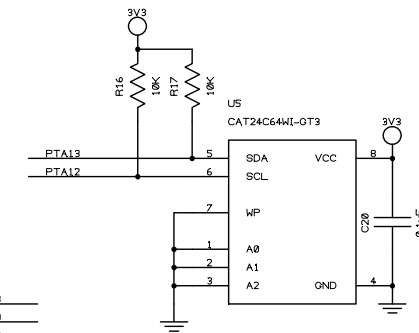 3V3
R16
10K
R17
10K
U5
CAT24C64WI-GT3
3V3
PTA13
5
SDA
VCC
8
PTA12
6
SCL
7
WP
C20
1
A0
2
A1
3
A2
GND
4